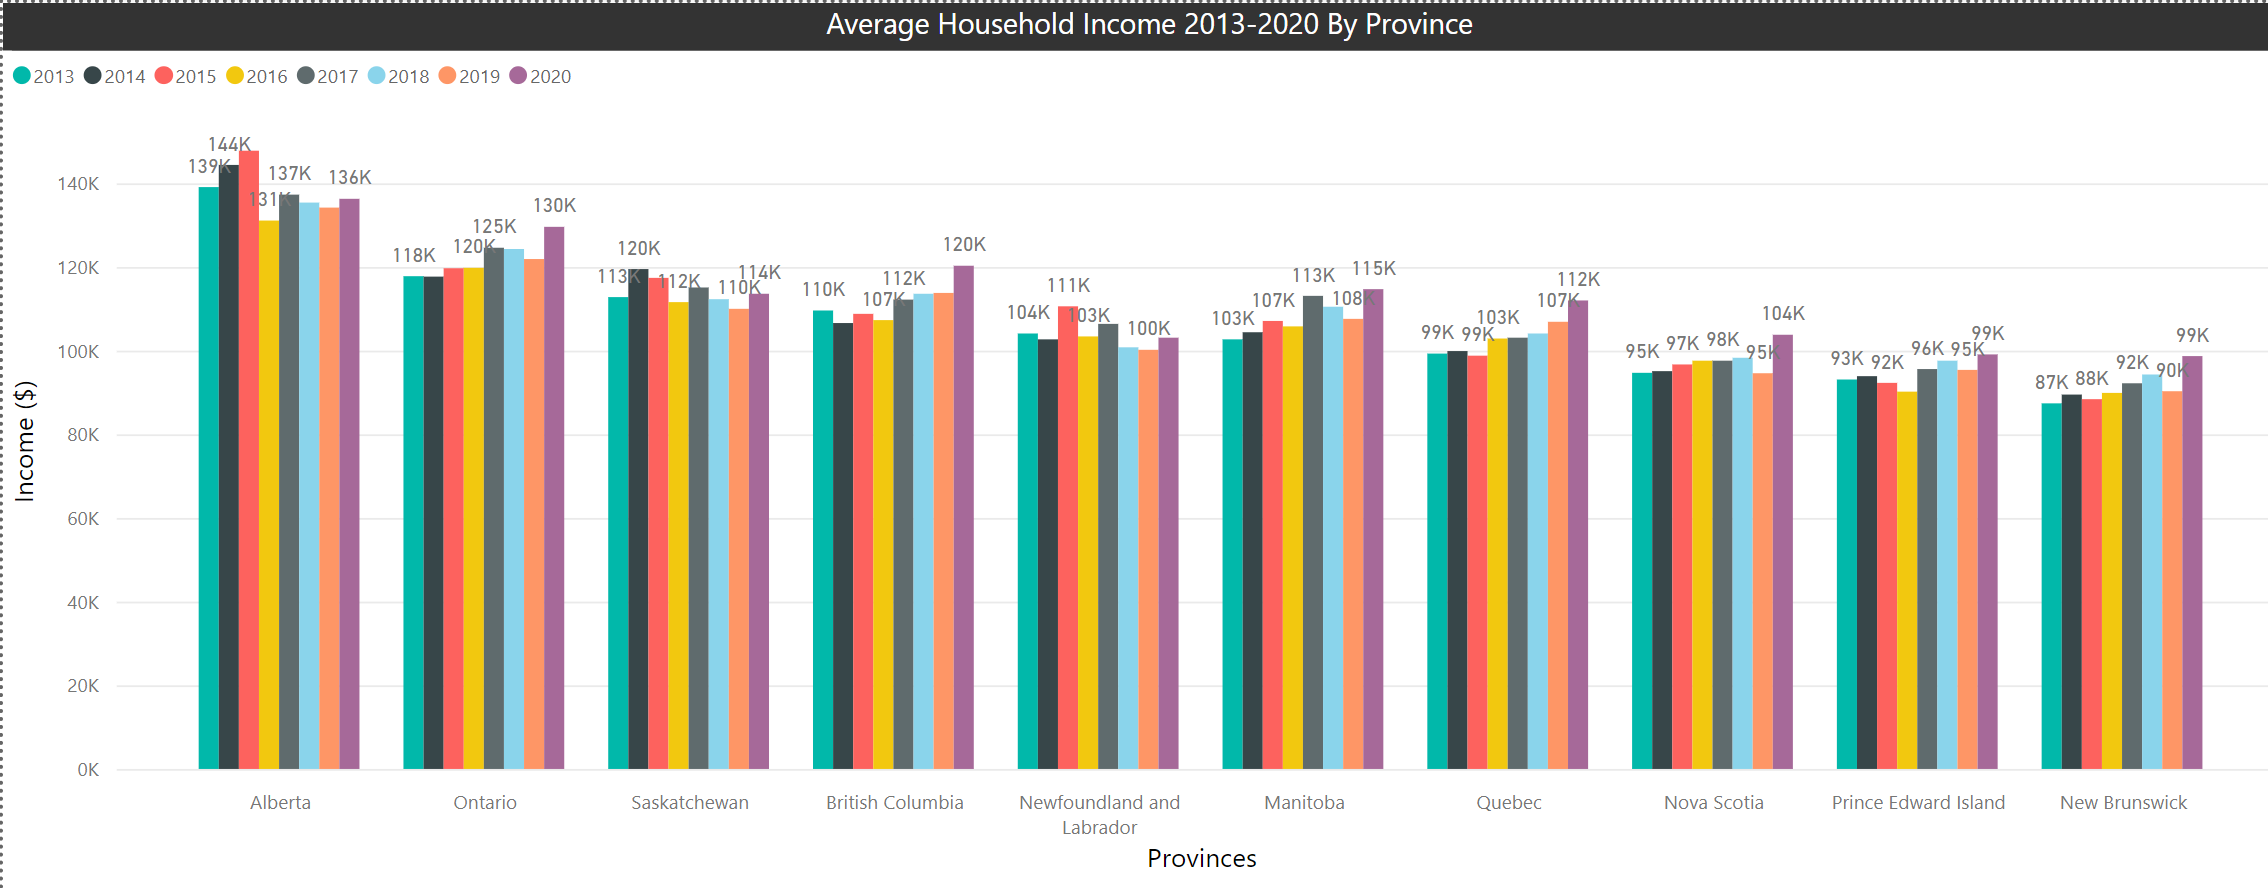 Average Household Income 2013-2020 By Province
2013 2014 2015 2016 2017 2018 2019 2020
Income ($)
140K
120K
100K
80K
60K
40K
20K
0K
139K 144K 131K 137K 136K
118K 120K 125K 130K
113K 120K 112K 110K 114K
110K 107K 112K 120K
104K 111K 103K 100K
103K 107K 113K 108K 115K
99K 99K 103K 107K 112K
95K 97K 98K 95K 104K
93K 92K 96K 95K 99K
87K 88K 92K 90K 99K
Alberta
Ontario
Saskatchewan
British Columbia
Newfoundland and
Labrador
Manitoba
Quebec
Nova Scotia
Prince Edward Island
New Brunswick
Provinces